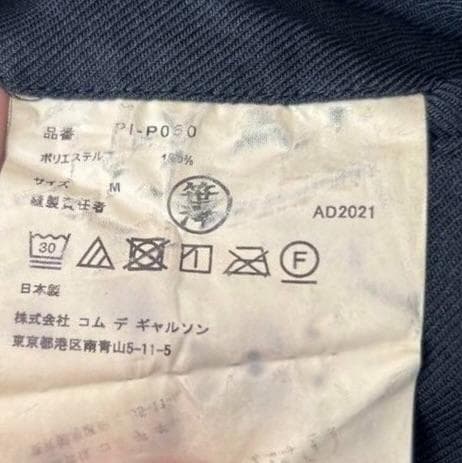 品番 PI-P050
ポリエステル 100%
サイズ M
縫製責任者
AD2021
30
F
日本製
株式会社 コム デ ギャルソン
東京都港区南青山5-11-5